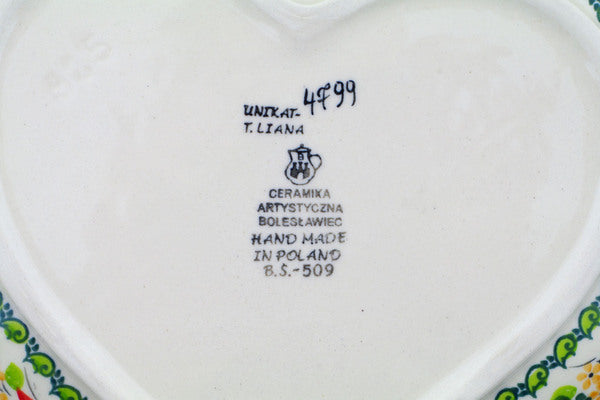 UNIKAT-4799
T. LIANA
CERAMIKA
ARTYSTYCZNA
BOLESŁAWIEC
HAND MADE
IN POLAND
B.Ś.-509